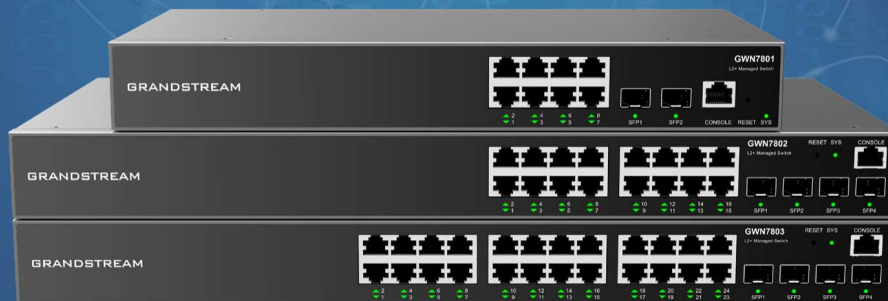 GWN7801
L2+ Managed Switch
GRANDSTREAM
2 4 6 8
1 3 5 7
SFP1 SFP2 CONSOLE RESET SYS
GWN7802
RESET SYS CONSOLE
L2+ Managed Switch
GRANDSTREAM
2 4 6 8 10 12 14 16
1 3 5 7 9 11 13 15
SFP1 SFP2 SFP3 SFP4
GWN7803
RESET SYS CONSOLE
L2+ Managed Switch
GRANDSTREAM
2 4 6 8 10 12 14 16 18 20 22 24
1 3 5 7 9 11 13 15 17 19 21 23
SFP1 SFP2 SFP3 SFP4